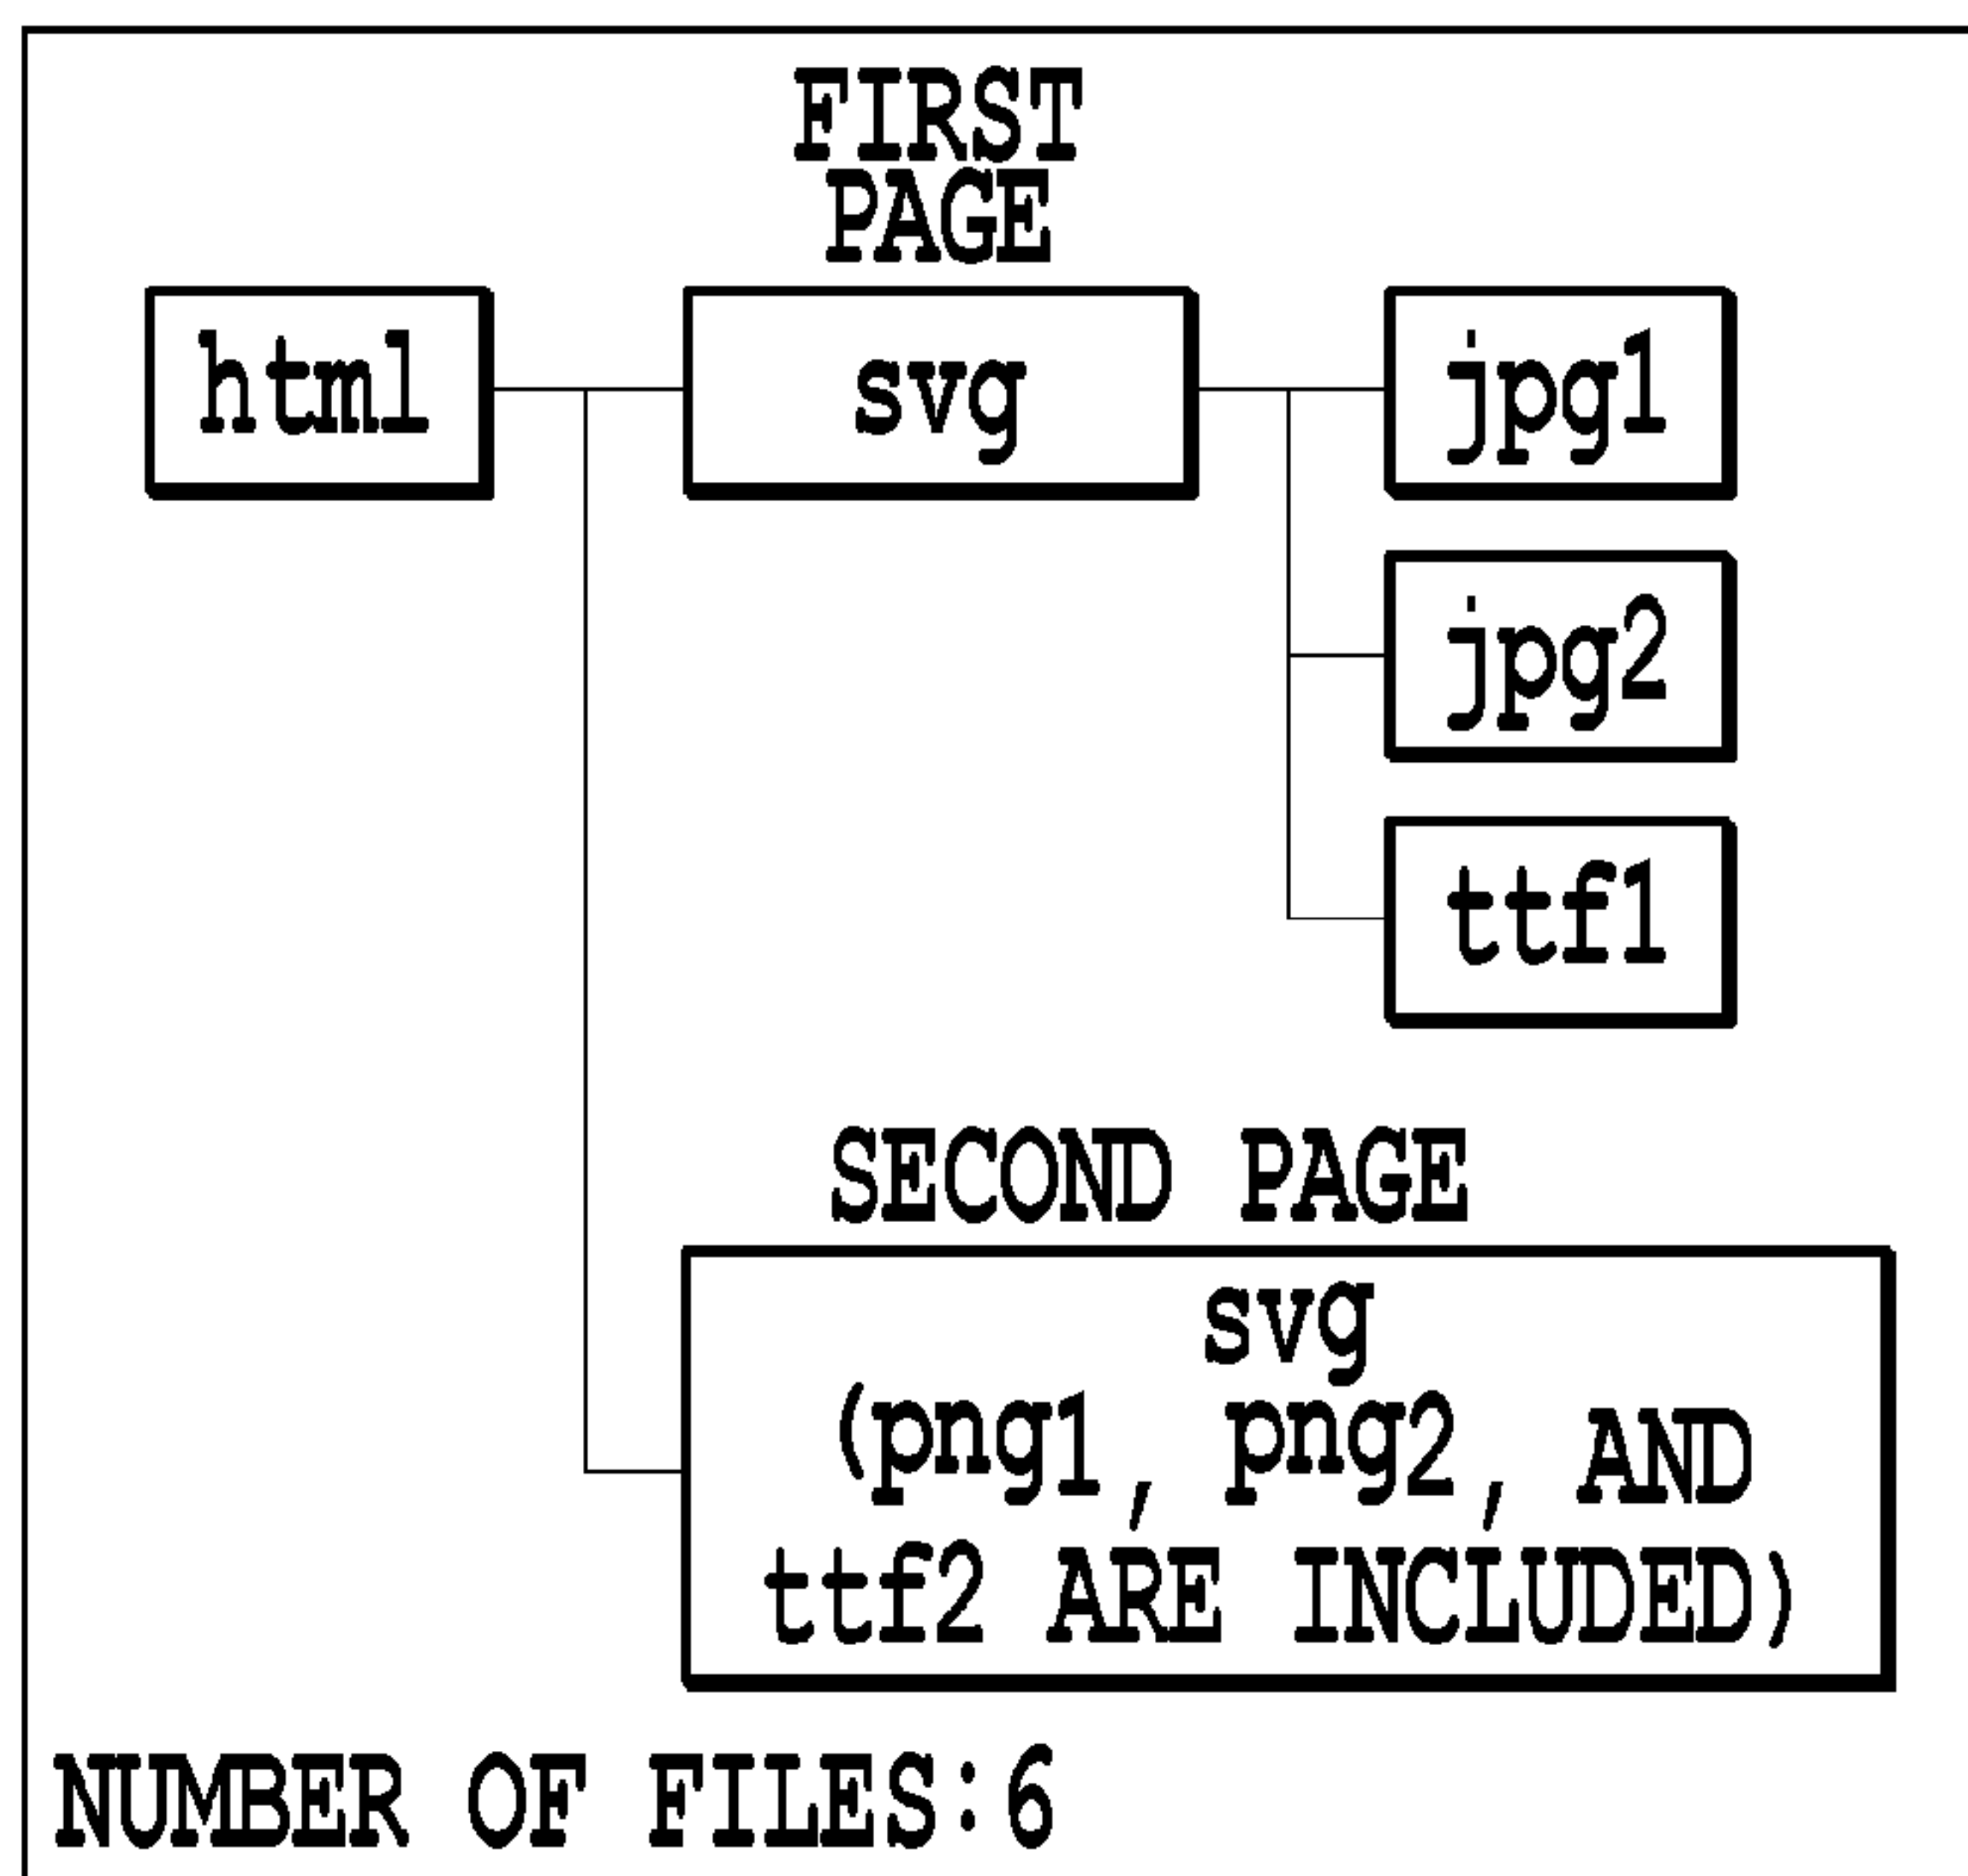 FIRST
PAGE
html
svg
jpg1
jpg2
ttf1
SECOND PAGE
svg
(png1, png2, AND
ttf2 ARE INCLUDED)
NUMBER OF FILES:6